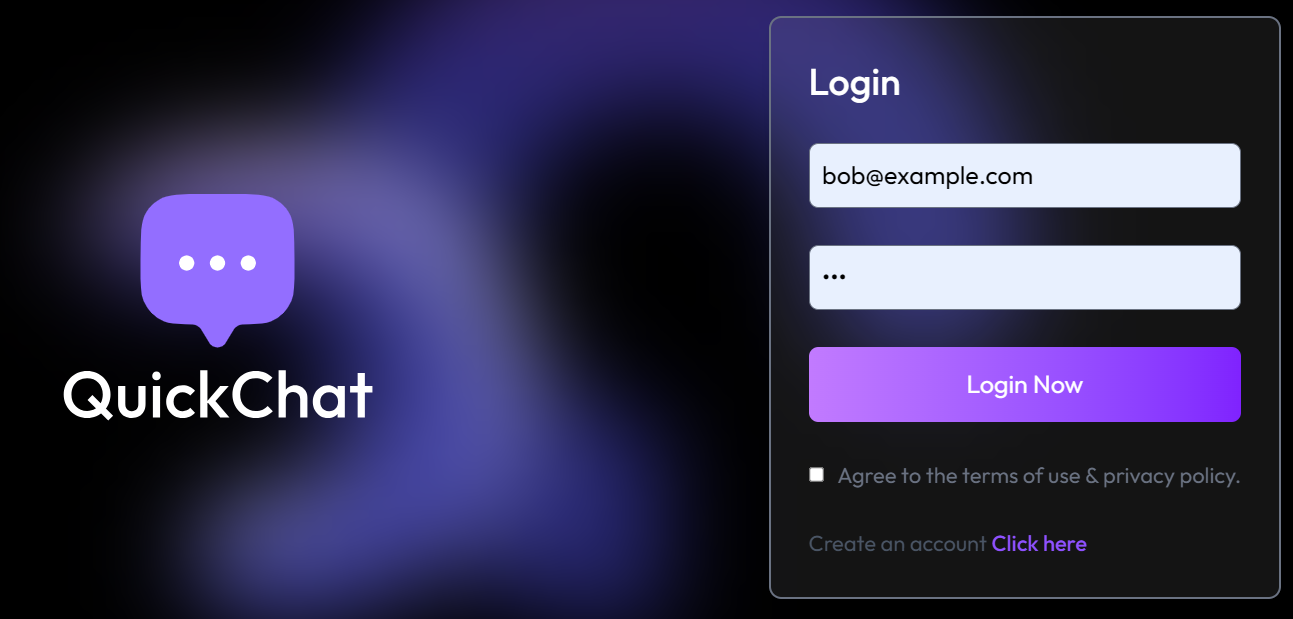 QuickChat
Login
bob@example.com
•••
Login Now
Agree to the terms of use & privacy policy.
Create an account Click here